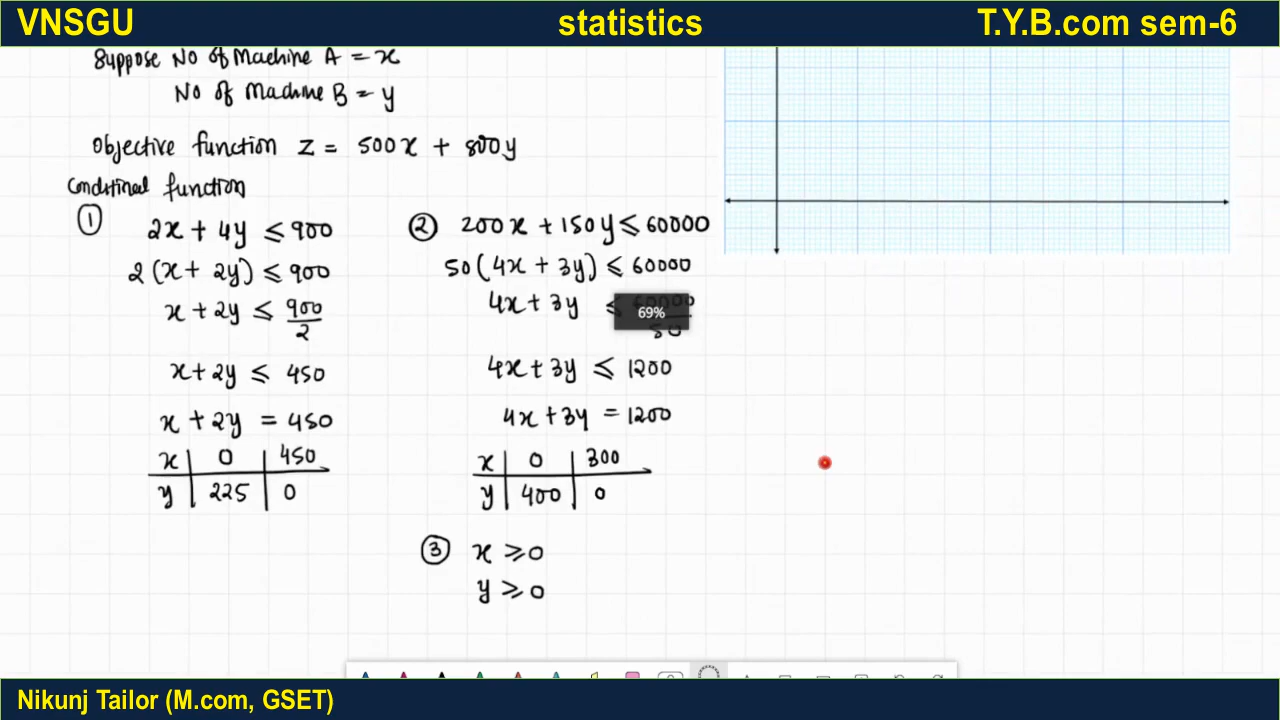 VNSGU statistics T.Y.B.com sem-6
Suppose No of Machine A = x
No of Machine B = y
Objective function Z = 500x + 800y
Conditinal function
① 2x + 4y ≤ 900
2(x + 2y) ≤ 900
x + 2y ≤ 900/2
x + 2y ≤ 450
x + 2y = 450
x | 0 | 450
y | 225 | 0
② 200x + 150y ≤ 60000
50(4x + 3y) ≤ 60000
4x + 3y ≤ 60000/50
69%
4x + 3y ≤ 1200
4x + 3y = 1200
x | 0 | 300
y | 400 | 0
③ x ≥ 0
y ≥ 0
Nikunj Tailor (M.com, GSET)